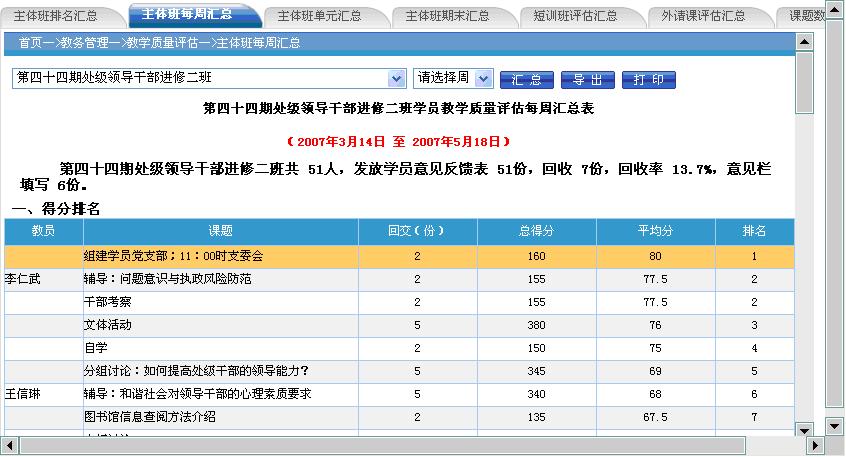 主体班排名汇总 主体班每周汇总 主体班单元汇总 主体班期末汇总 短训班评估汇总 外请课评估汇总 课题数
首页—>教务管理—>教学质量评估—>主体班每周汇总
第四十四期处级领导干部进修二班 请选择周 汇 总 导 出 打 印
第四十四期处级领导干部进修二班学员教学质量评估每周汇总表
（2007年3月14日 至 2007年5月18日）
第四十四期处级领导干部进修二班共 51人，发放学员意见反馈表 51份，回收 7份，回收率 13.7%，意见栏
填写 6份。
一、得分排名
教员 课题 回交（份） 总得分 平均分 排名
组建学员党支部；11：00时支委会 2 160 80 1
李仁武 辅导：问题意识与执政风险防范 2 155 77.5 2
干部考察 2 155 77.5 2
文体活动 5 380 76 3
自学 2 150 75 4
分组讨论：如何提高处级干部的领导能力？ 5 345 69 5
王信琳 辅导：和谐社会对领导干部的心理素质要求 5 340 68 6
图书馆信息查阅方法介绍 2 135 67.5 7